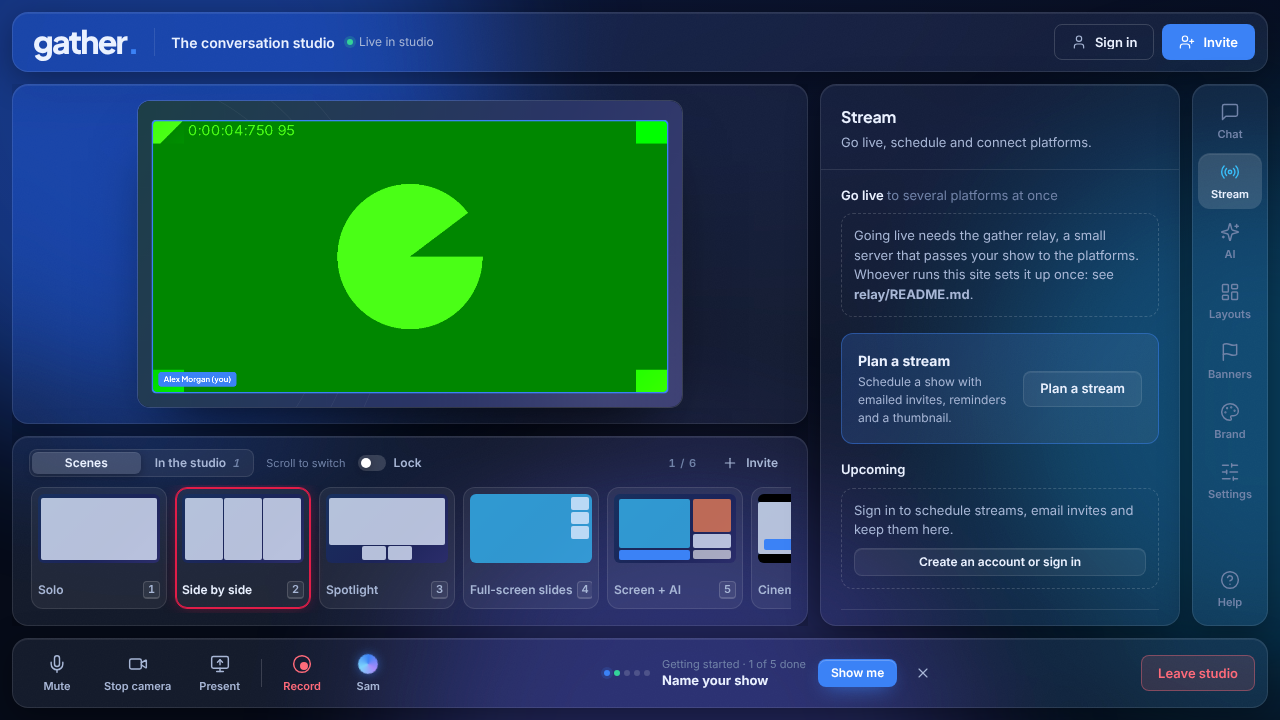 gather.
The conversation studio
Live in studio
Sign in
Invite
0:00:04:750 95
Alex Morgan (you)
Scenes
In the studio 1
Scroll to switch
Lock
1 / 6
Invite
Solo
1
Side by side
2
Spotlight
3
Full-screen slides
4
Screen + AI
5
Cinem
Stream
Go live, schedule and connect platforms.
Go live to several platforms at once
Going live needs the gather relay, a small
server that passes your show to the platforms.
Whoever runs this site sets it up once: see
relay/README.md.
Plan a stream
Schedule a show with
emailed invites, reminders
and a thumbnail.
Plan a stream
Upcoming
Sign in to schedule streams, email invites and
keep them here.
Create an account or sign in
Chat
Stream
AI
Layouts
Banners
Brand
Settings
Help
Mute
Stop camera
Present
Record
Sam
Getting started · 1 of 5 done
Name your show
Show me
Leave studio